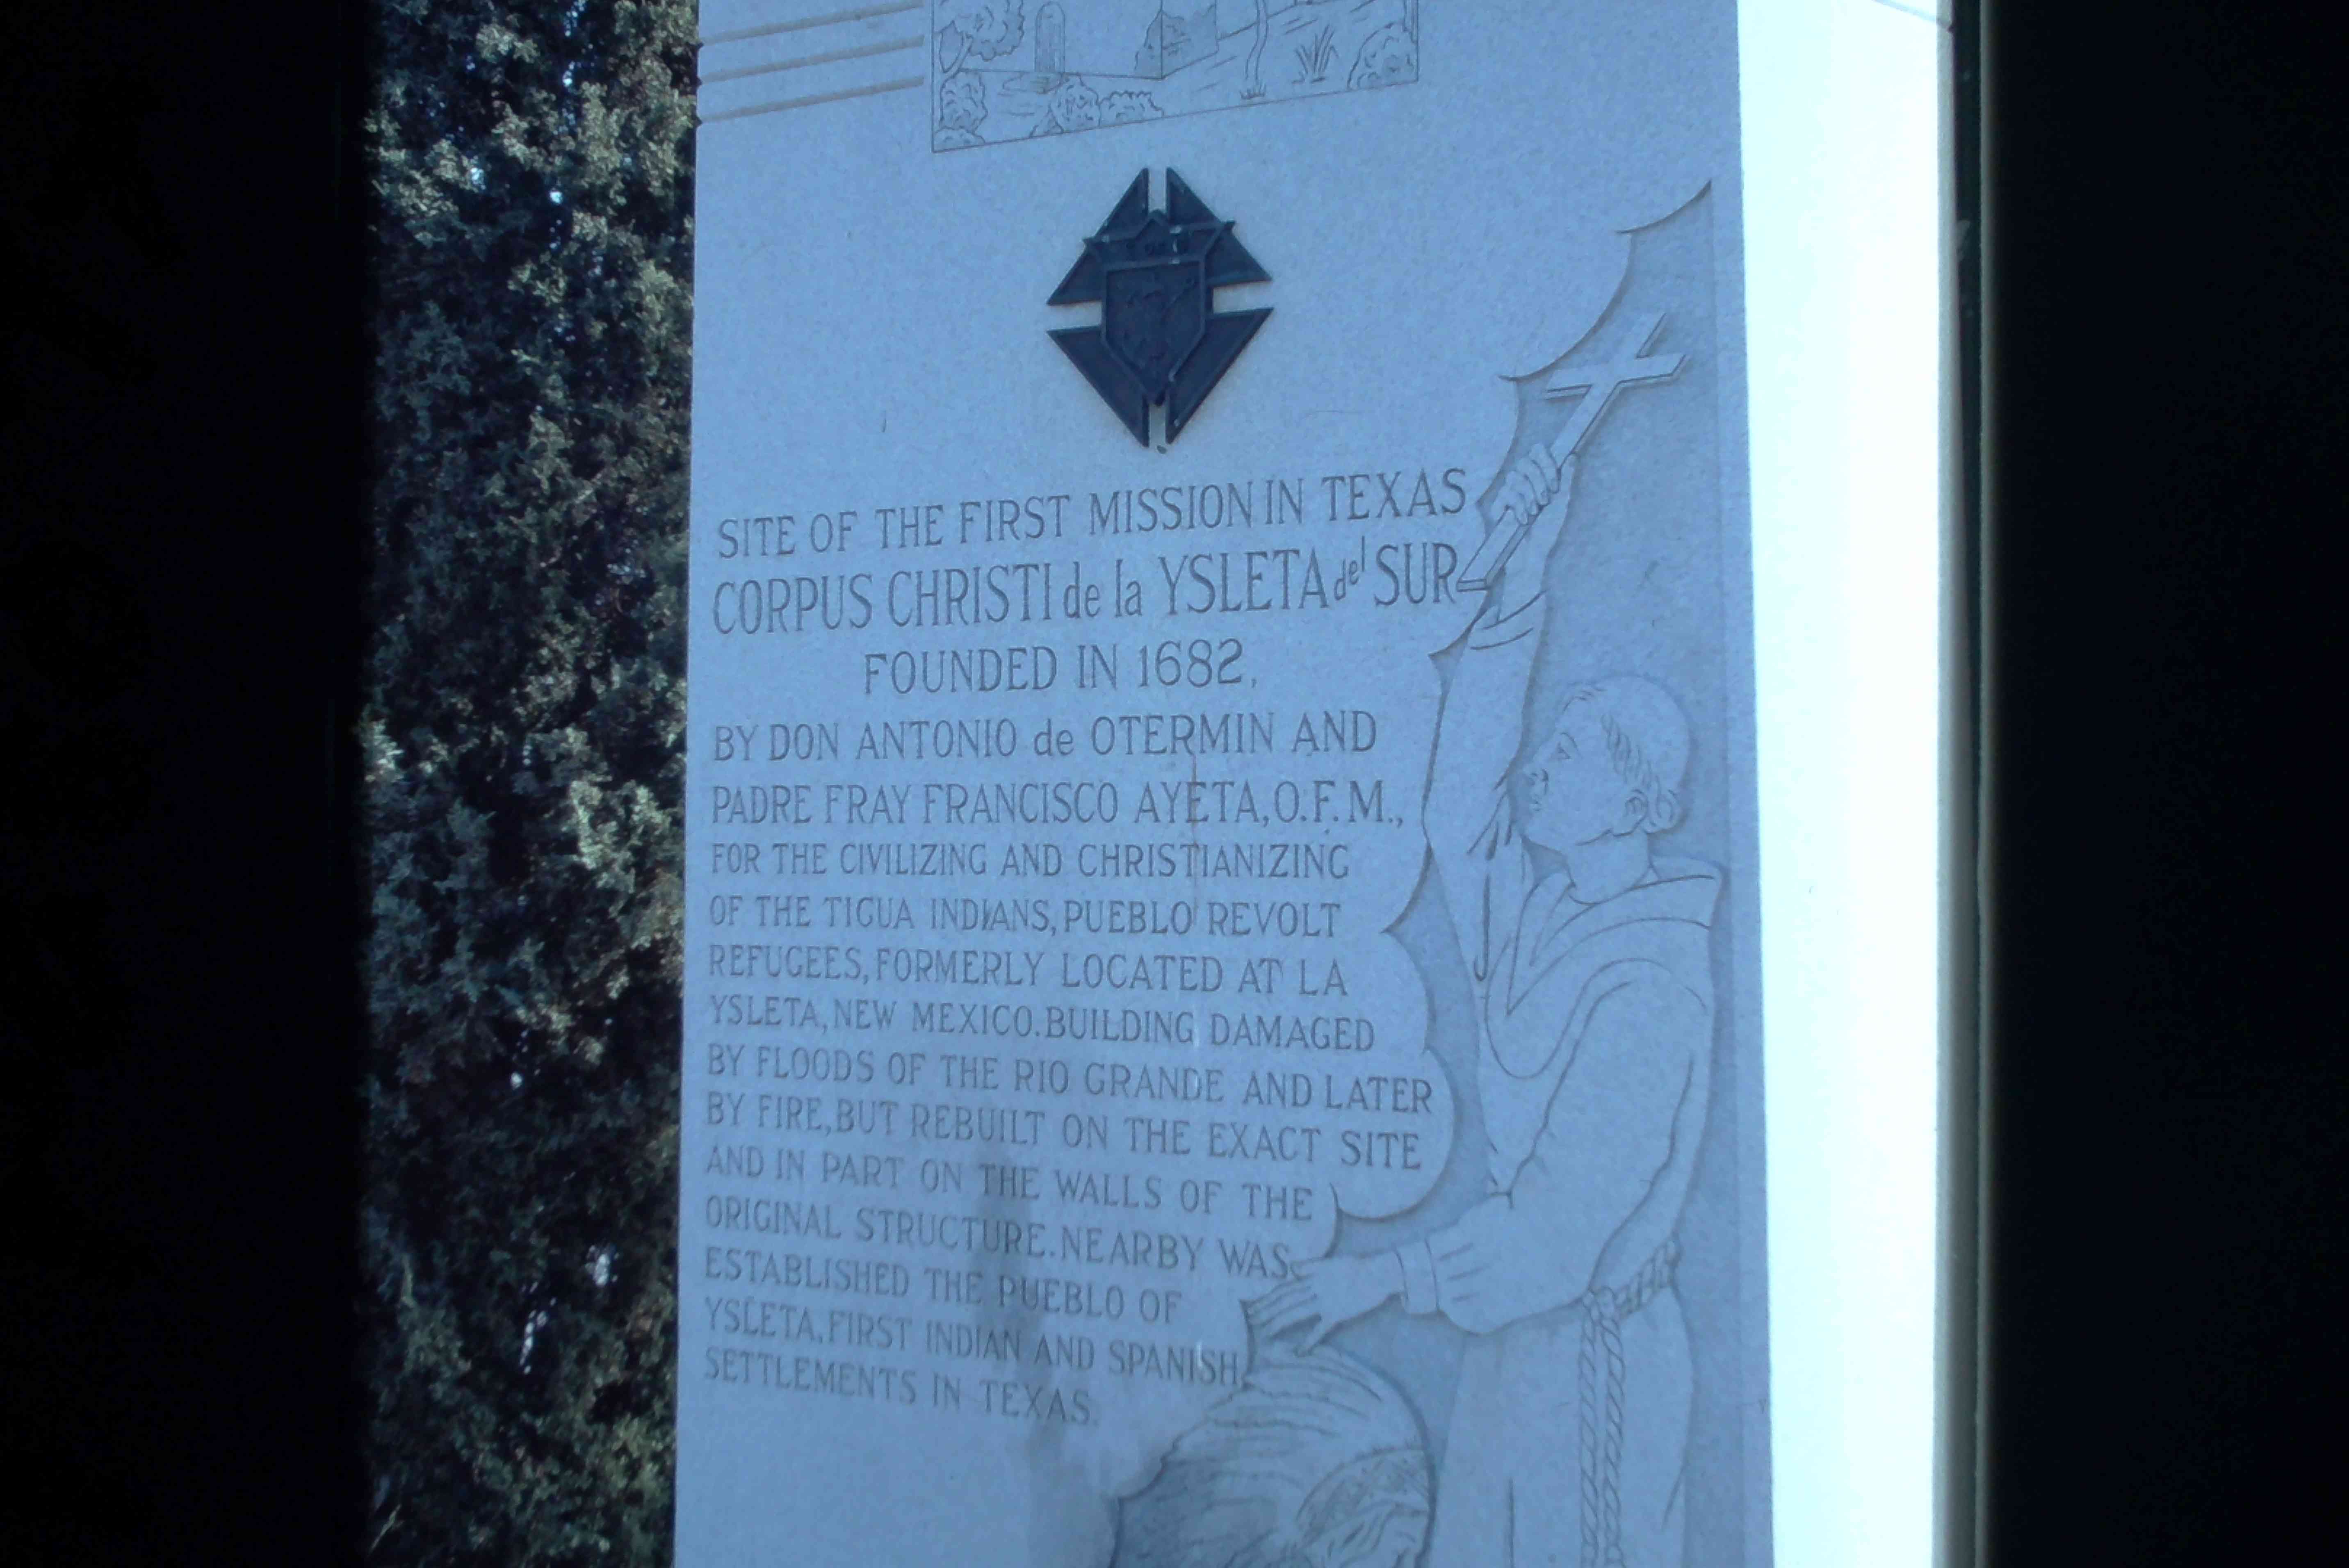 SITE OF THE FIRST MISSION IN TEXAS
CORPUS CHRISTI de la YSLETA del SUR
FOUNDED IN 1682,
BY DON ANTONIO de OTERMIN AND
PADRE FRAY FRANCISCO AYETA, O.F.M.,
FOR THE CIVILIZING AND CHRISTIANIZING
OF THE TIGUA INDIANS, PUEBLO REVOLT
REFUGEES, FORMERLY LOCATED AT LA
YSLETA, NEW MEXICO. BUILDING DAMAGED
BY FLOODS OF THE RIO GRANDE AND LATER
BY FIRE, BUT REBUILT ON THE EXACT SITE
AND IN PART ON THE WALLS OF THE
ORIGINAL STRUCTURE. NEARBY WAS
ESTABLISHED THE PUEBLO OF
YSLETA, FIRST INDIAN AND SPANISH
SETTLEMENTS IN TEXAS.